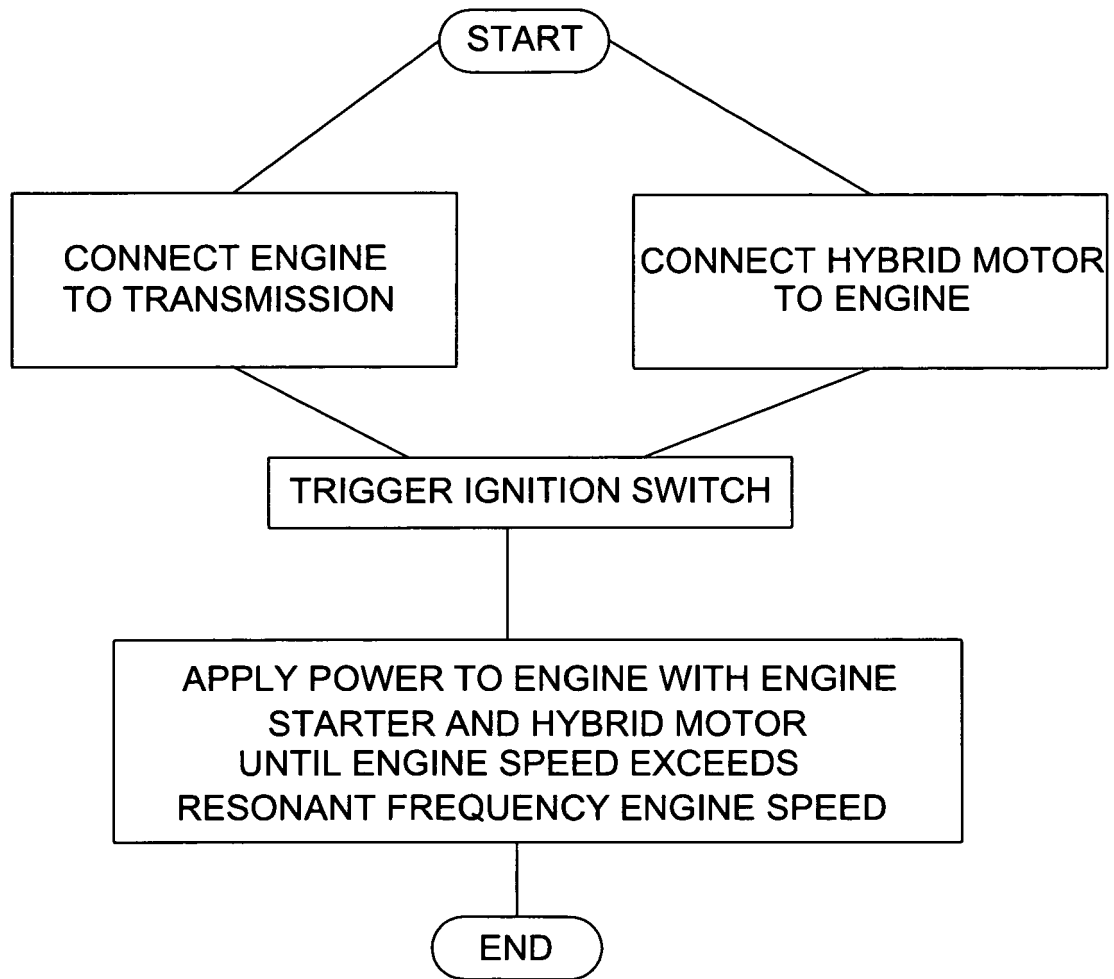 START
CONNECT ENGINE
TO TRANSMISSION
CONNECT HYBRID MOTOR
TO ENGINE
TRIGGER IGNITION SWITCH
APPLY POWER TO ENGINE WITH ENGINE
STARTER AND HYBRID MOTOR
UNTIL ENGINE SPEED EXCEEDS
RESONANT FREQUENCY ENGINE SPEED
END